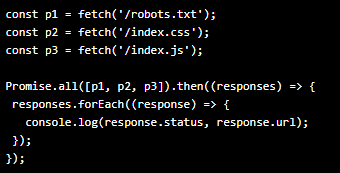 const p1 = fetch('/robots.txt');
const p2 = fetch('/index.css');
const p3 = fetch('/index.js');

Promise.all([p1, p2, p3]).then((responses) => {
 responses.forEach((response) => {
   console.log(response.status, response.url);
 });
});